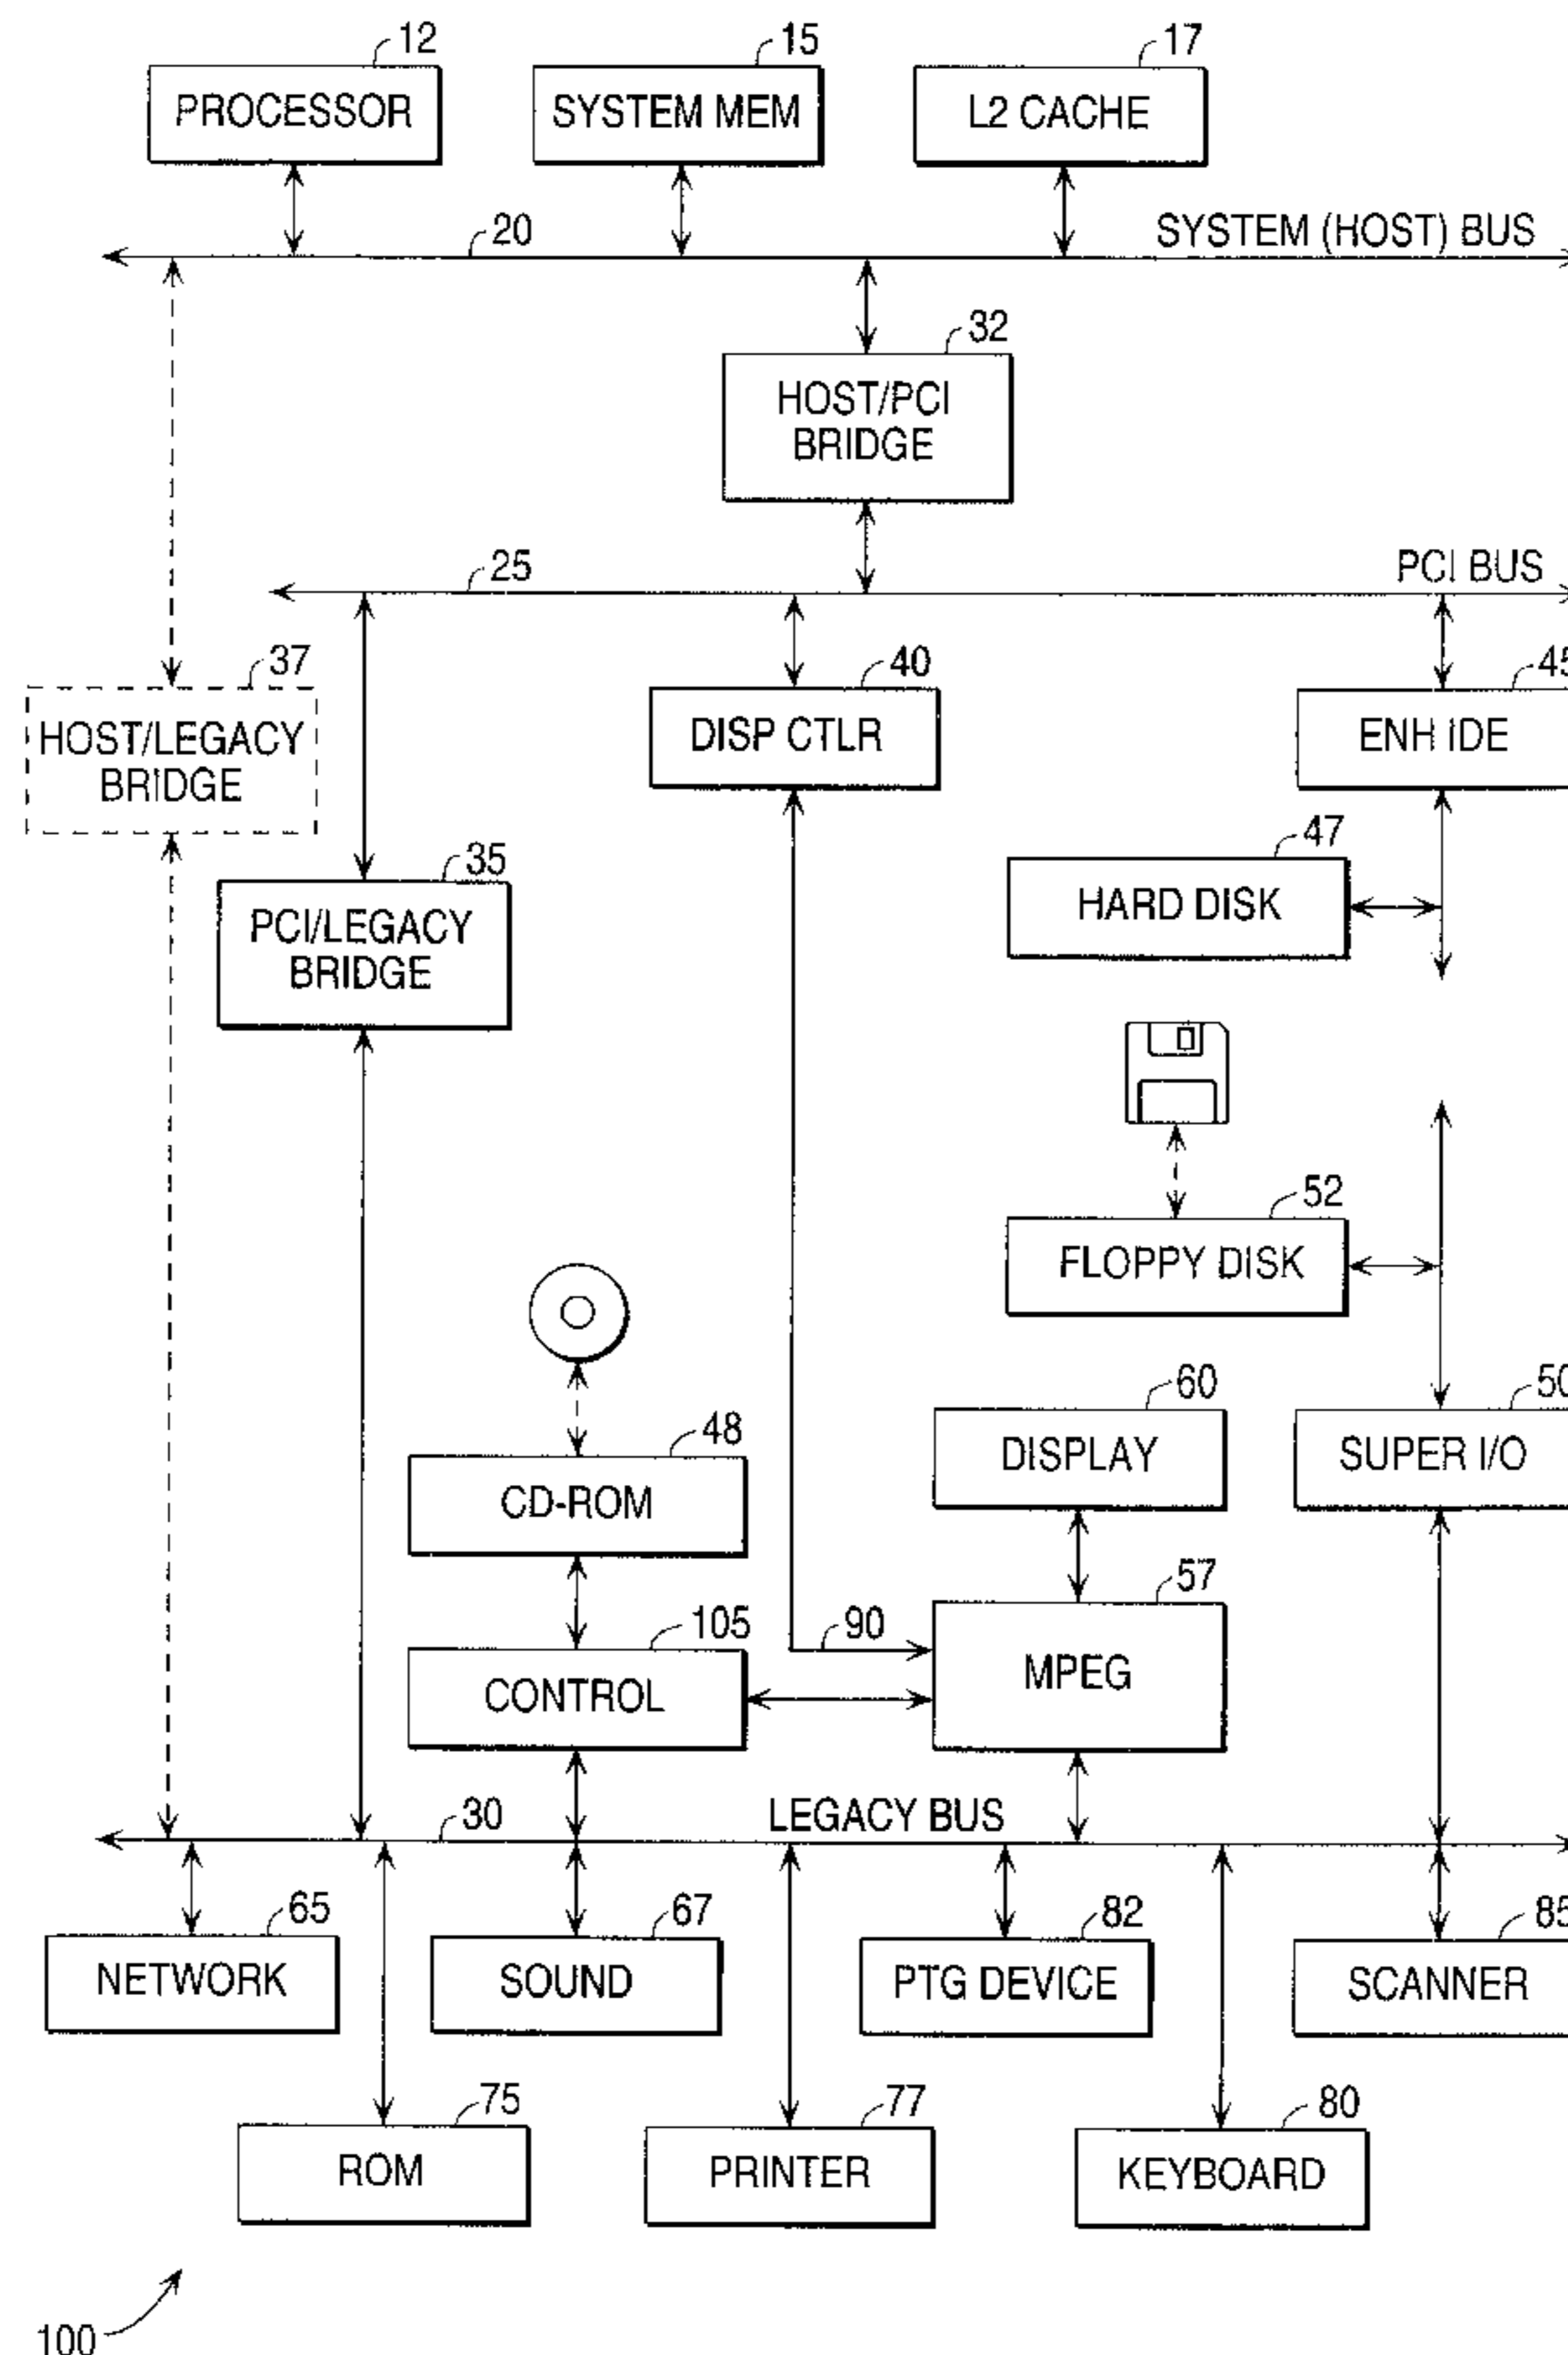 12
PROCESSOR
15
SYSTEM MEM
17
L2 CACHE
20
SYSTEM (HOST) BUS
32
HOST/PCI
BRIDGE
25
PCI BUS
37
HOST/LEGACY
BRIDGE
40
DISP CTLR
45
ENH IDE
47
HARD DISK
35
PCI/LEGACY
BRIDGE
52
FLOPPY DISK
60
DISPLAY
50
SUPER I/O
48
CD-ROM
57
MPEG
105
CONTROL
90
30
LEGACY BUS
65
NETWORK
67
SOUND
82
PTG DEVICE
85
SCANNER
75
ROM
77
PRINTER
80
KEYBOARD
100